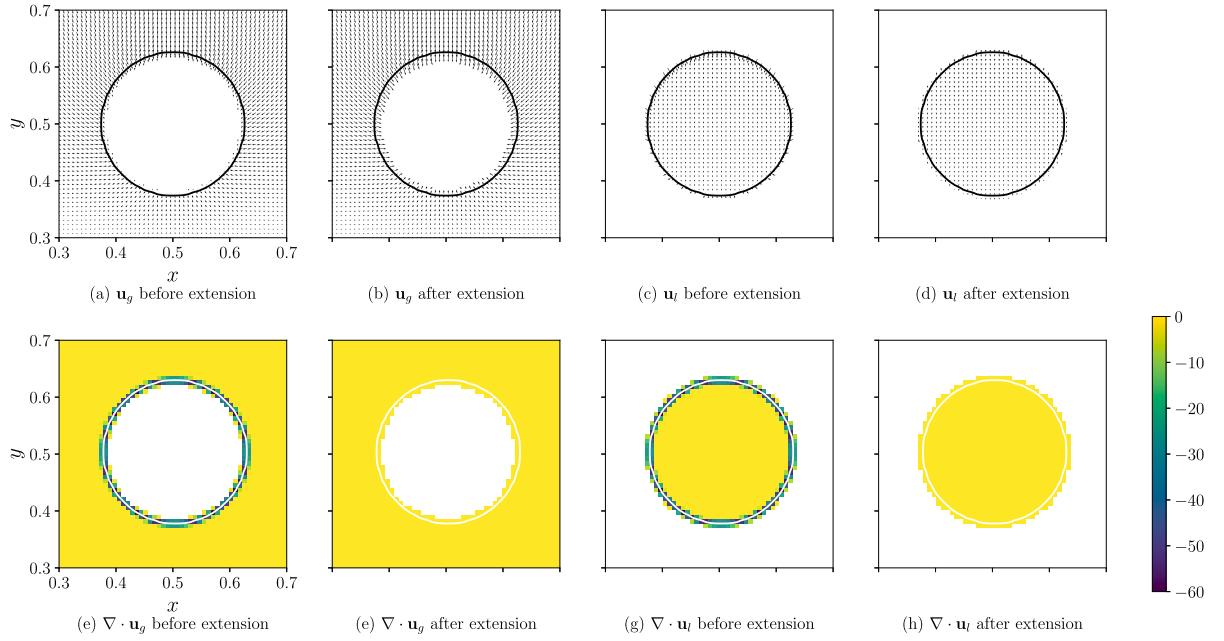 0.7
0.6
y
0.5
0.4
0.3
0.3 0.4 0.5 0.6 0.7
x
(a) u_g before extension
(b) u_g after extension
(c) u_l before extension
(d) u_l after extension
0.7
0.6
y
0.5
0.4
0.3
0.3 0.4 0.5 0.6 0.7
x
(e) ∇ · u_g before extension
(e) ∇ · u_g after extension
(g) ∇ · u_l before extension
(h) ∇ · u_l after extension
0
−10
−20
−30
−40
−50
−60